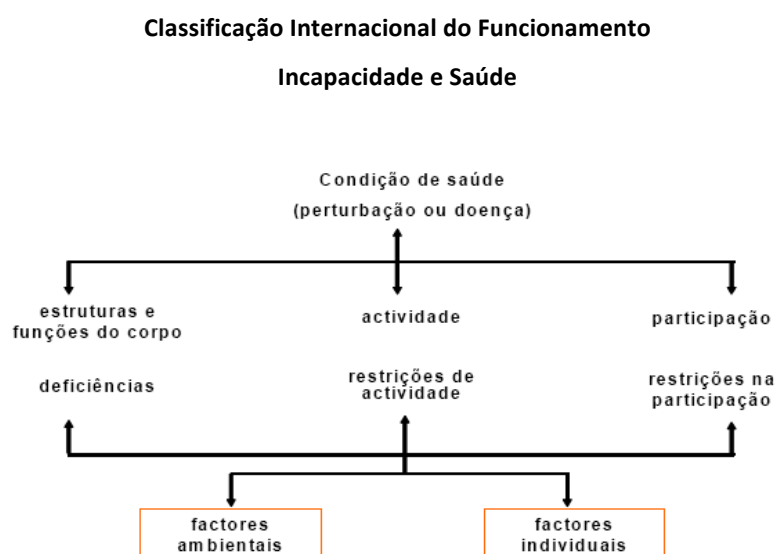 Classificação Internacional do Funcionamento
Incapacidade e Saúde
Condição de saúde
(perturbação ou doença)
estruturas e
funções do corpo
actividade
participação
deficiências
restrições de
actividade
restrições na
participação
factores
ambientais
factores
individuais